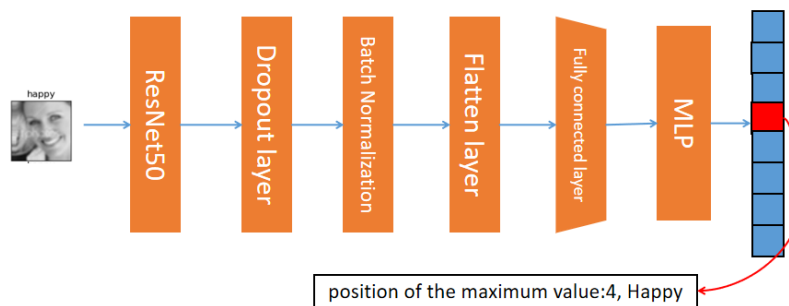 happy
ResNet50
Dropout layer
Batch Normalization
Flatten layer
Fully connected layer
MLP
position of the maximum value:4, Happy